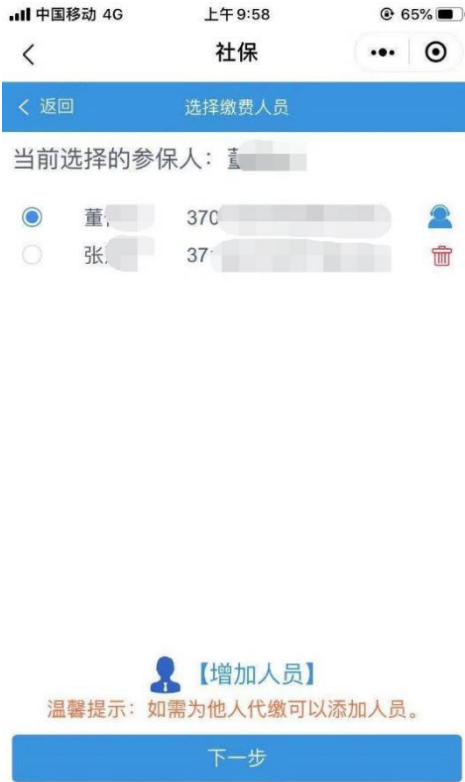 中国移动 4G 上午9:58 65%
社保
返回 选择缴费人员
当前选择的参保人：
董 370
张 37
【增加人员】
温馨提示：如需为他人代缴可以添加人员。
下一步